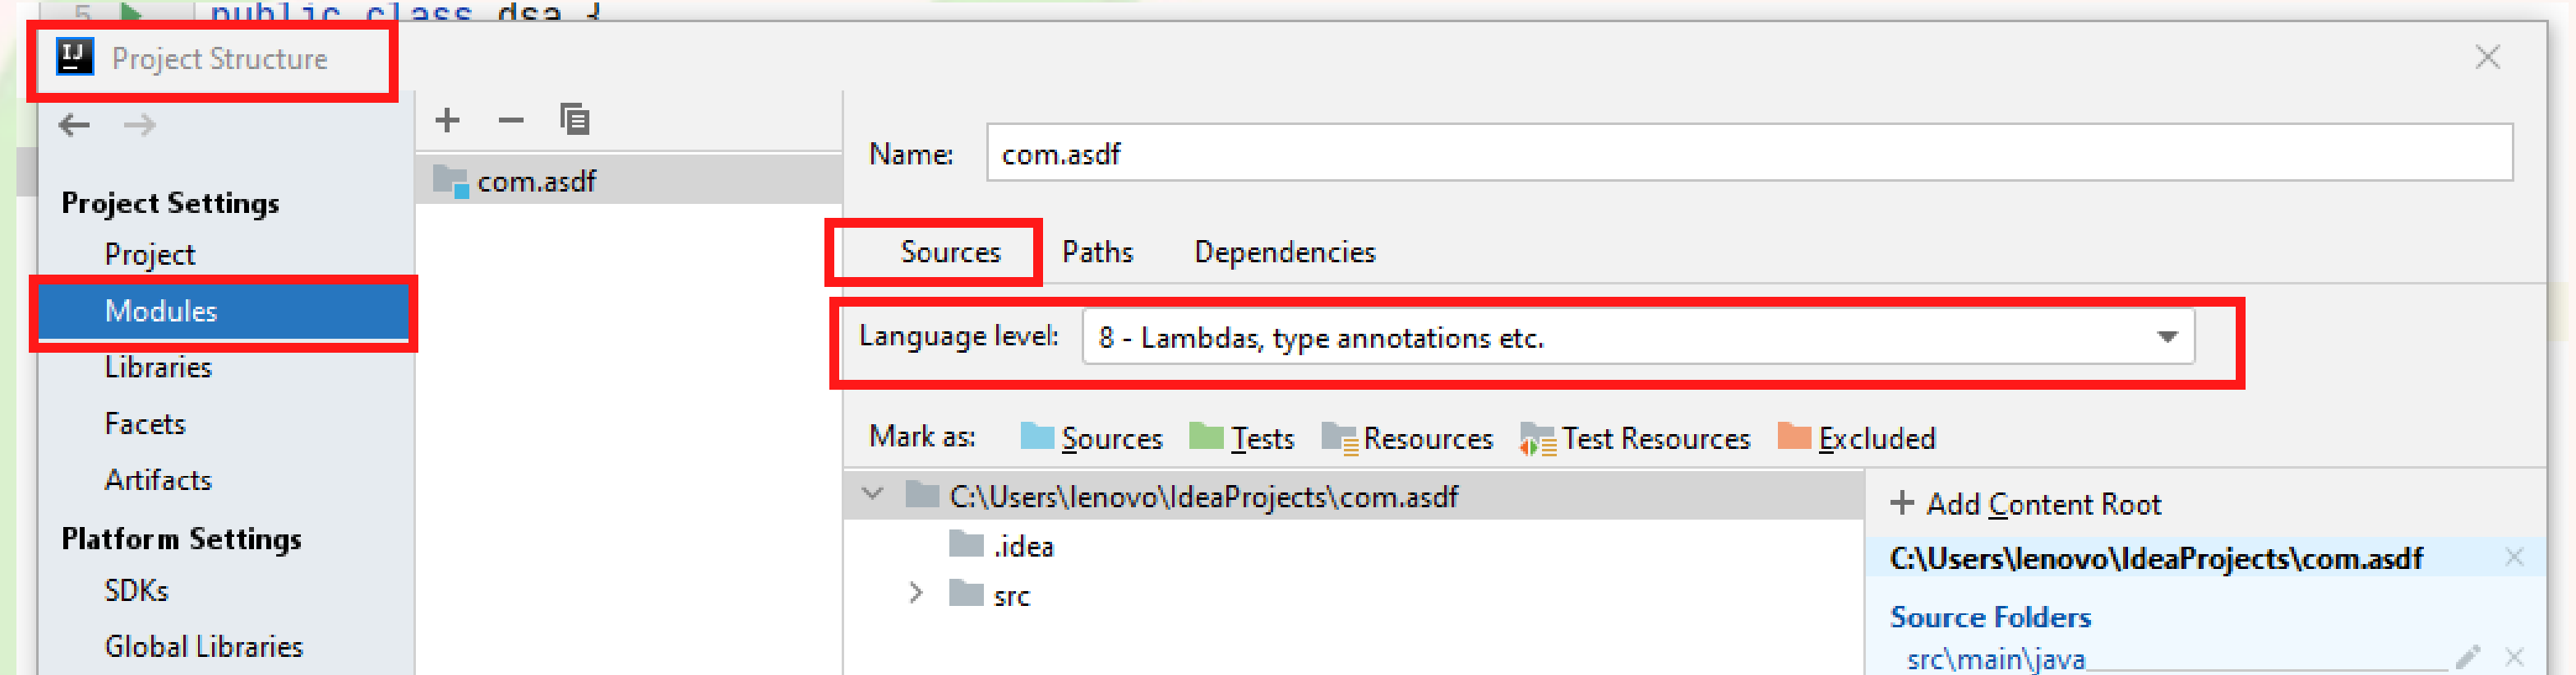 5 public class dsa {
IJ Project Structure
Project Settings
Project
Modules
Libraries
Facets
Artifacts
Platform Settings
SDKs
Global Libraries
com.asdf
Name: com.asdf
Sources Paths Dependencies
Language level: 8 - Lambdas, type annotations etc.
Mark as: Sources Tests Resources Test Resources Excluded
C:\Users\lenovo\IdeaProjects\com.asdf
.idea
src
+ Add Content Root
C:\Users\lenovo\IdeaProjects\com.asdf
Source Folders
src\main\java